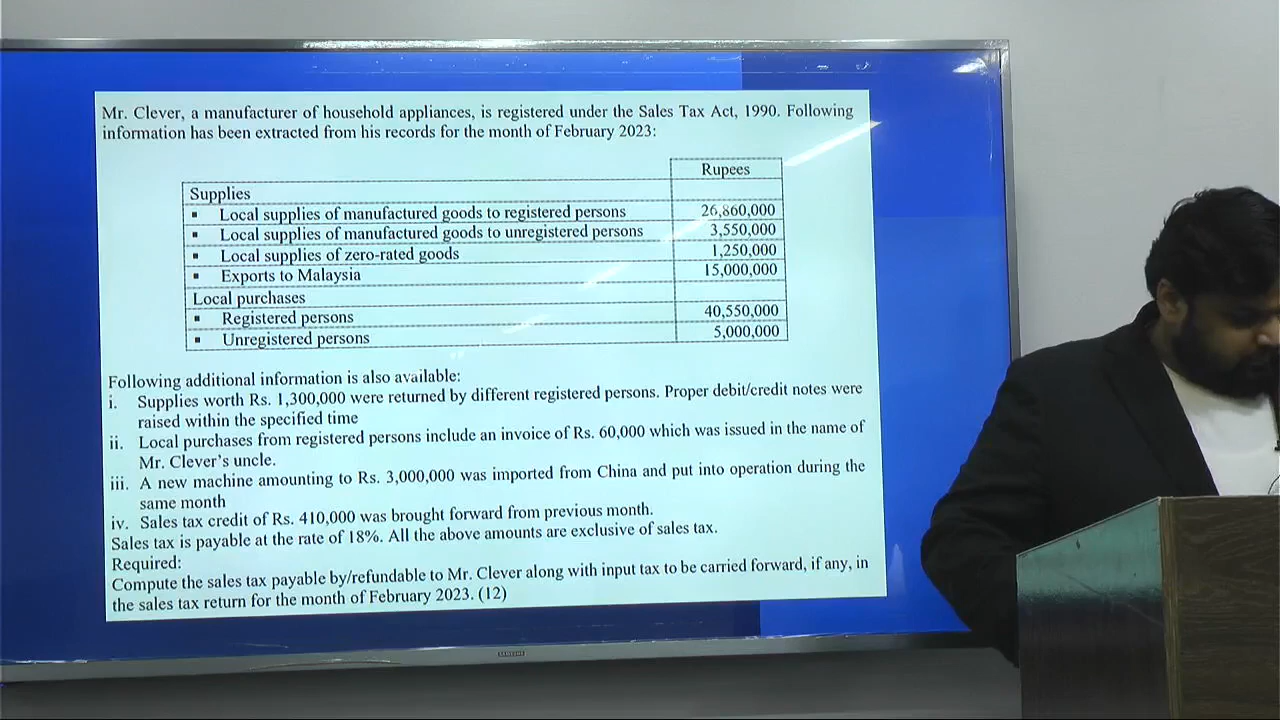 Mr. Clever, a manufacturer of household appliances, is registered under the Sales Tax Act, 1990. Following
information has been extracted from his records for the month of February 2023:
Rupees
Supplies
▪ Local supplies of manufactured goods to registered persons 26,860,000
▪ Local supplies of manufactured goods to unregistered persons 3,550,000
▪ Local supplies of zero-rated goods 1,250,000
▪ Exports to Malaysia 15,000,000
Local purchases
▪ Registered persons 40,550,000
▪ Unregistered persons 5,000,000
Following additional information is also available:
i. Supplies worth Rs. 1,300,000 were returned by different registered persons. Proper debit/credit notes were
raised within the specified time
ii. Local purchases from registered persons include an invoice of Rs. 60,000 which was issued in the name of
Mr. Clever's uncle.
iii. A new machine amounting to Rs. 3,000,000 was imported from China and put into operation during the
same month
iv. Sales tax credit of Rs. 410,000 was brought forward from previous month.
Sales tax is payable at the rate of 18%. All the above amounts are exclusive of sales tax.
Required:
Compute the sales tax payable by/refundable to Mr. Clever along with input tax to be carried forward, if any, in
the sales tax return for the month of February 2023. (12)
SAMSUNG